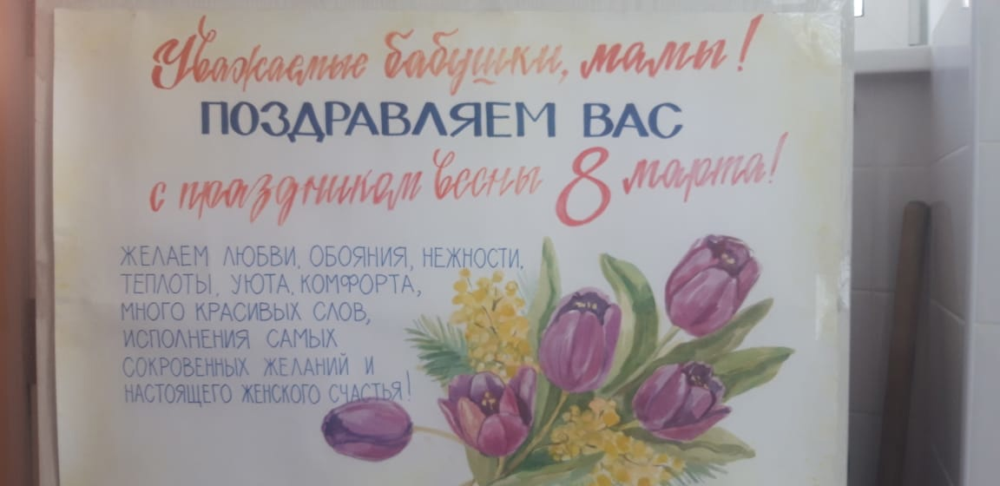 Уважаемые бабушки, мамы!
ПОЗДРАВЛЯЕМ ВАС
с праздником весны 8 марта!
ЖЕЛАЕМ ЛЮБВИ, ОБОЯНИЯ, НЕЖНОСТИ,
ТЕПЛОТЫ, УЮТА, КОМФОРТА,
МНОГО КРАСИВЫХ СЛОВ,
ИСПОЛНЕНИЯ САМЫХ
СОКРОВЕННЫХ ЖЕЛАНИЙ И
НАСТОЯЩЕГО ЖЕНСКОГО СЧАСТЬЯ!